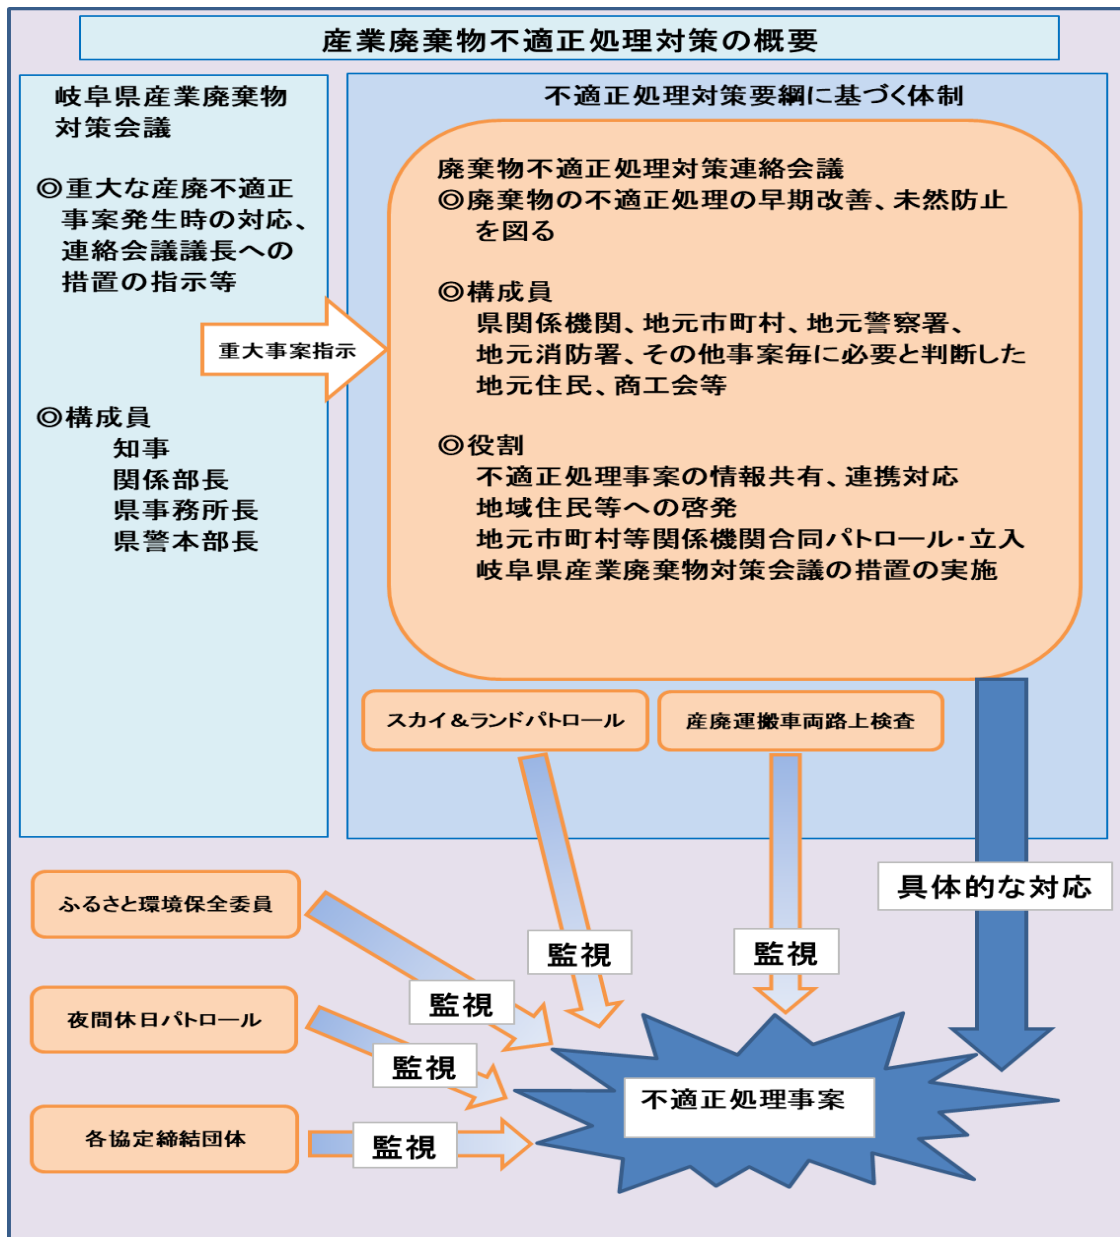 産業廃棄物不適正処理対策の概要
岐阜県産業廃棄物
対策会議
◎重大な産廃不適正
事案発生時の対応、
連絡会議議長への
措置の指示等
◎構成員
知事
関係部長
県事務所長
県警本部長
重大事案指示
不適正処理対策要綱に基づく体制
廃棄物不適正処理対策連絡会議
◎廃棄物の不適正処理の早期改善、未然防止
を図る
◎構成員
県関係機関、地元市町村、地元警察署、
地元消防署、その他事案毎に必要と判断した
地元住民、商工会等
◎役割
不適正処理事案の情報共有、連携対応
地域住民等への啓発
地元市町村等関係機関合同パトロール・立入
岐阜県産業廃棄物対策会議の措置の実施
スカイ＆ランドパトロール
産廃運搬車両路上検査
具体的な対応
ふるさと環境保全委員
監視
監視
監視
夜間休日パトロール
監視
各協定締結団体
監視
不適正処理事案